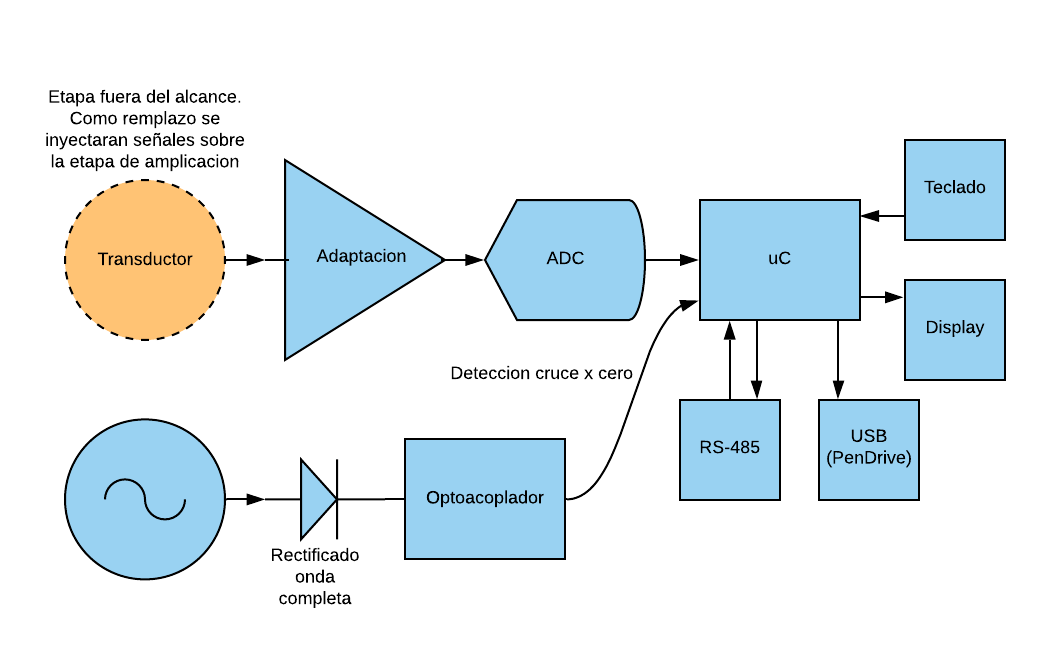 Etapa fuera del alcance.
Como remplazo se
inyectaran señales sobre
la etapa de amplicacion
Transductor
Adaptacion
ADC
uC
Teclado
Display
Deteccion cruce x cero
RS-485
USB
(PenDrive)
Optoacoplador
Rectificado
onda
completa